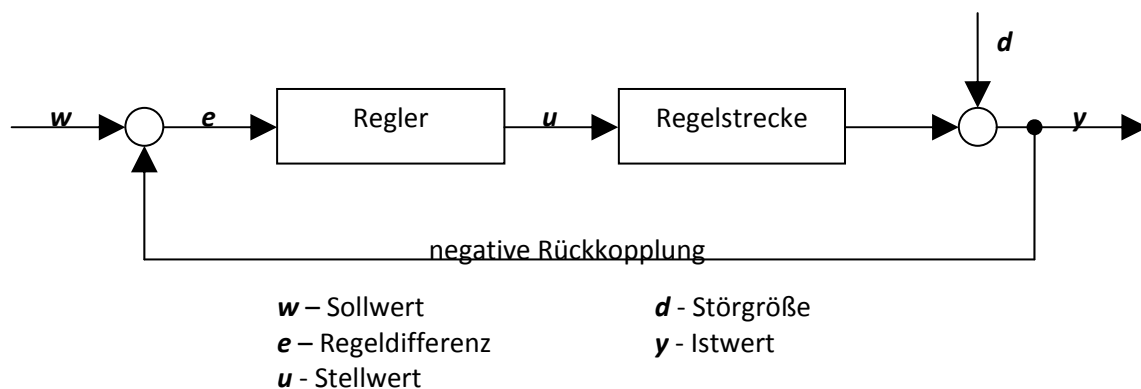 d
w
e
Regler
u
Regelstrecke
y
negative Rückkopplung
w – Sollwert
d - Störgröße
e – Regeldifferenz
y - Istwert
u - Stellwert